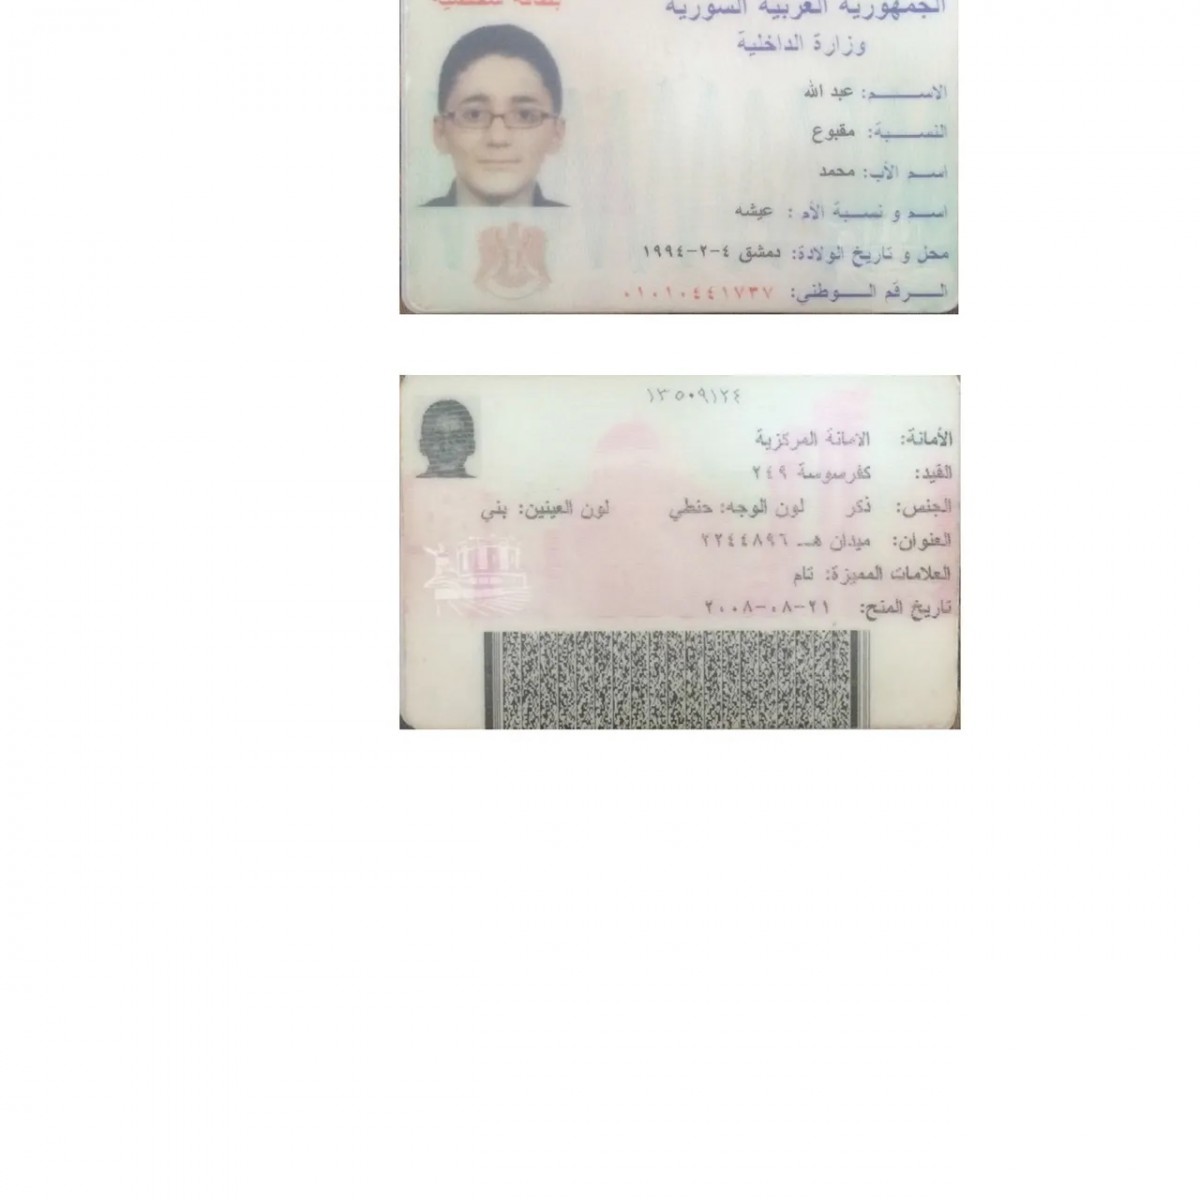 بطاقة شخصية
الجمهورية العربية السورية
وزارة الداخلية
الاسم: عبد الله
النسبة: مقبوع
اسم الأب: محمد
اسم و نسبة الأم : عيشه
محل و تاريخ الولادة: دمشق ٤-٢-١٩٩٤
الرقم الوطني: ٠١٠١٠٤٤١٧٣٧
١٣٥٠٩١٢٤
الأمانة: الامانة المركزية
القيد: كفرسوسة ٢٤٩
الجنس: ذكر لون الوجه: حنطي لون العينين: بني
العنوان: ميدان هـ ٢٢٤٤٨٩٦
العلامات المميزة: تام
تاريخ المنح: ٢١-٠٨-٢٠٠٨